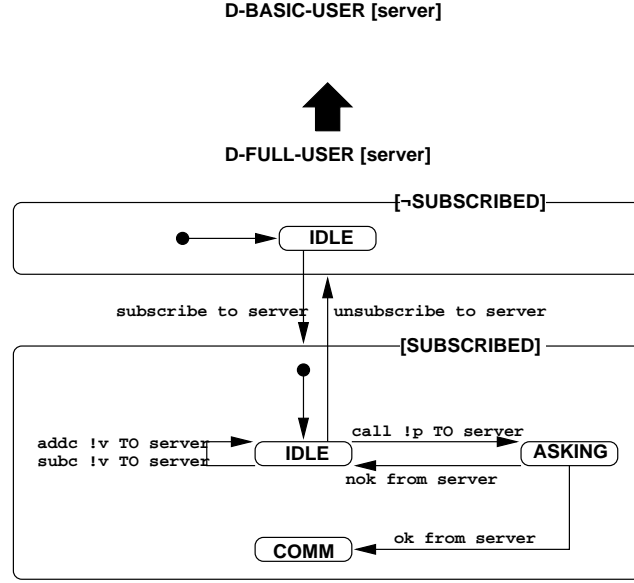 D-BASIC-USER [server]
D-FULL-USER [server]
[¬SUBSCRIBED]
IDLE
subscribe to server
unsubscribe to server
[SUBSCRIBED]
call !p TO server
addc !v TO server
subc !v TO server
IDLE
ASKING
nok from server
ok from server
COMM